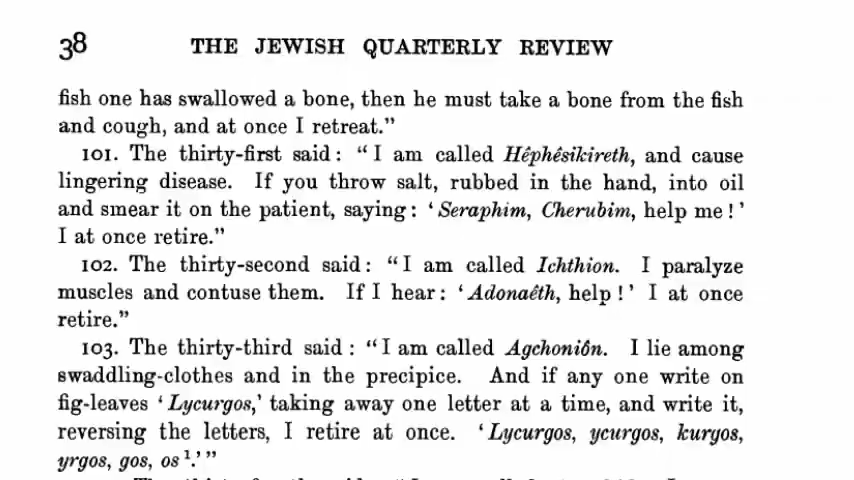 38 THE JEWISH QUARTERLY REVIEW
fish one has swallowed a bone, then he must take a bone from the fish
and cough, and at once I retreat.”
101. The thirty-first said: “I am called Hêphêsikireth, and cause
lingering disease. If you throw salt, rubbed in the hand, into oil
and smear it on the patient, saying: ‘Seraphim, Cherubim, help me!’
I at once retire.”
102. The thirty-second said: “I am called Ichthion. I paralyze
muscles and contuse them. If I hear: ‘Adonaêth, help!’ I at once
retire.”
103. The thirty-third said: “I am called Agchoniôn. I lie among
swaddling-clothes and in the precipice. And if any one write on
fig-leaves ‘Lycurgos,’ taking away one letter at a time, and write it,
reversing the letters, I retire at once. ‘Lycurgos, ycurgos, kurgos,
yrgos, gos, os¹.’”